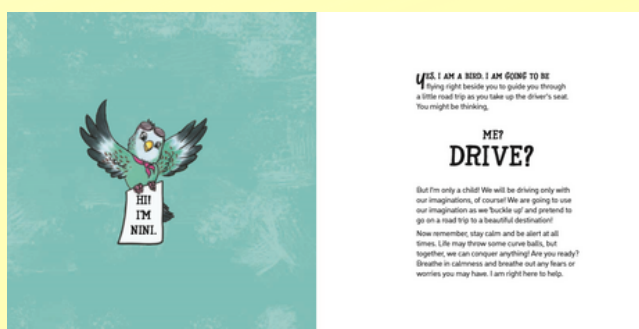 HI!
I'M
NINI.
YES, I AM A BIRD. I AM GOING TO BE
flying right beside you to guide you through
a little road trip as you take up the driver's seat.
You might be thinking,
ME?
DRIVE?
But I'm only a child! We will be driving only with
our imaginations, of course! We are going to use
our imagination as we 'buckle up' and pretend to
go on a road trip to a beautiful destination!
Now remember, stay calm and be alert at all
times. Life may throw some curve balls, but
together, we can conquer anything! Are you ready?
Breathe in calmness and breathe out any fears or
worries you may have. I am right here to help.